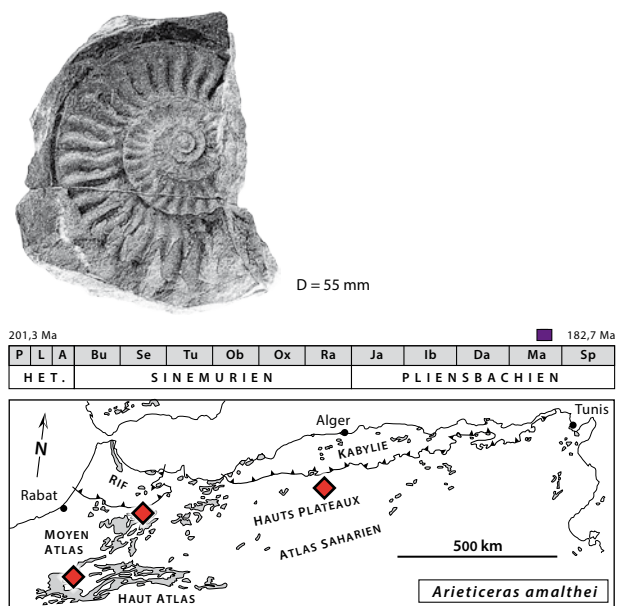 D = 55 mm
201,3 Ma 182,7 Ma
P L A Bu Se Tu Ob Ox Ra Ja Ib Da Ma Sp
HET. SINEMURIEN PLIENSBACHIEN
Tunis
Alger
N
KABYLIE
RIF
Rabat
HAUTS PLATEAUX
MOYEN
ATLAS
ATLAS SAHARIEN
500 km
HAUT ATLAS
Arieticeras amalthei